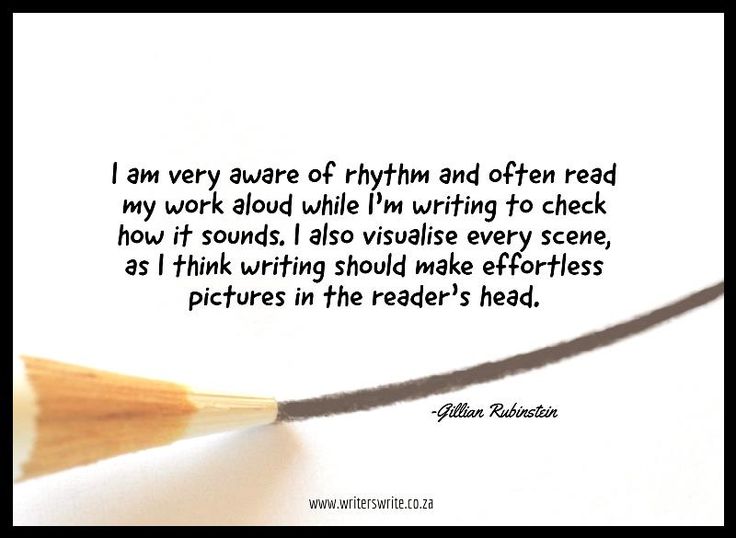 I am very aware of rhythm and often read
my work aloud while I'm writing to check
how it sounds. I also visualise every scene,
as I think writing should make effortless
pictures in the reader's head.
-Gillian Rubinstein
www.writerswrite.co.za